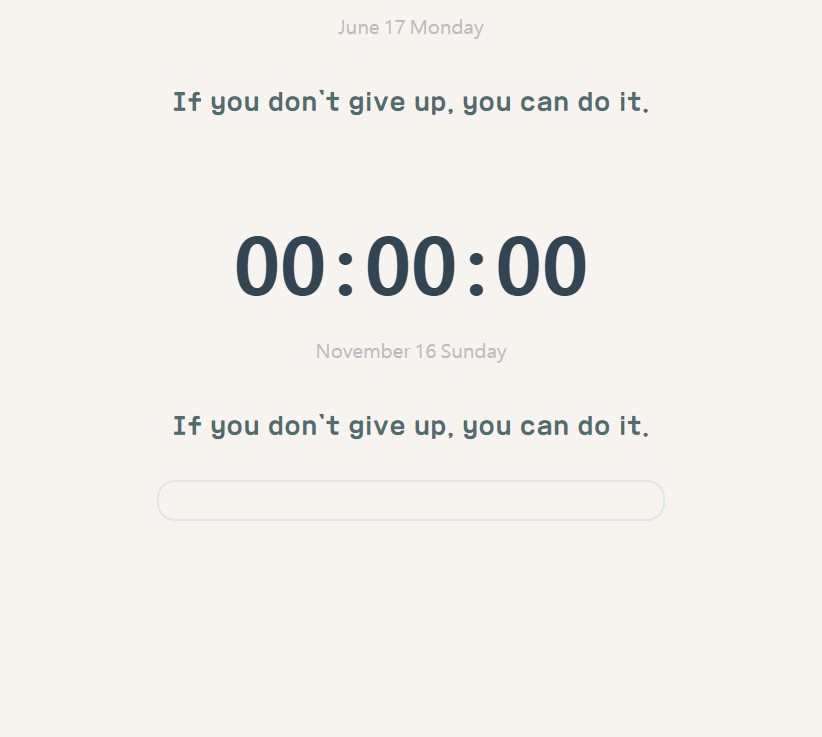 June 17 Monday
If you don`t give up, you can do it.
00:00:00
November 16 Sunday
If you don`t give up, you can do it.